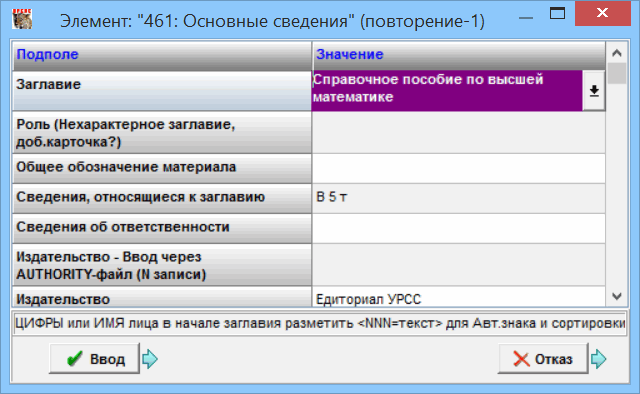 Элемент: "461: Основные сведения" (повторение-1)
Подполе Значение
Заглавие Справочное пособие по высшей
математике
Роль (Нехарактерное заглавие,
доб.карточка?)
Общее обозначение материала
Сведения, относящиеся к заглавию В 5 т
Сведения об ответственности
Издательство - Ввод через
AUTHORITY-файл (N записи)
Издательство Едиториал УРСС
ЦИФРЫ или ИМЯ лица в начале заглавия разметить <NNN=текст> для Авт.знака и сортировки
Ввод Отказ